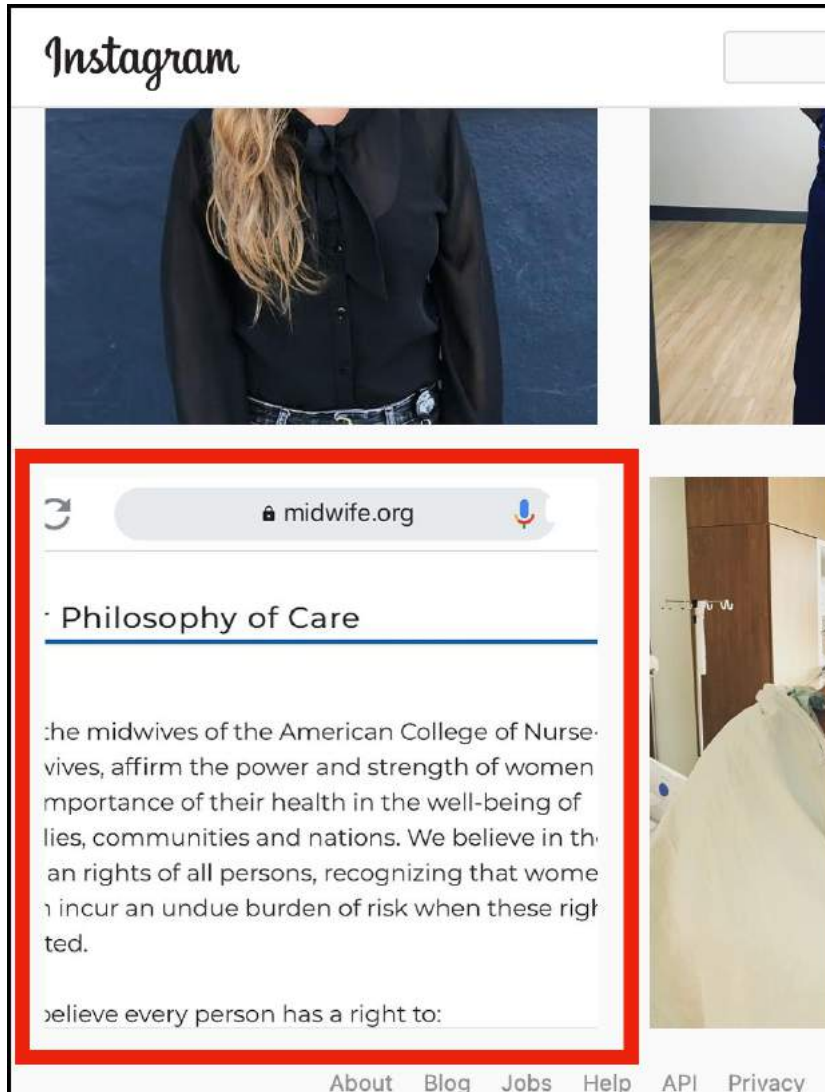 Instagram
midwife.org
Philosophy of Care
the midwives of the American College of Nurse-
wives, affirm the power and strength of women
mportance of their health in the well-being of
lies, communities and nations. We believe in th
an rights of all persons, recognizing that wome
incur an undue burden of risk when these righ
ted.
believe every person has a right to:
About Blog Jobs Help API Privacy